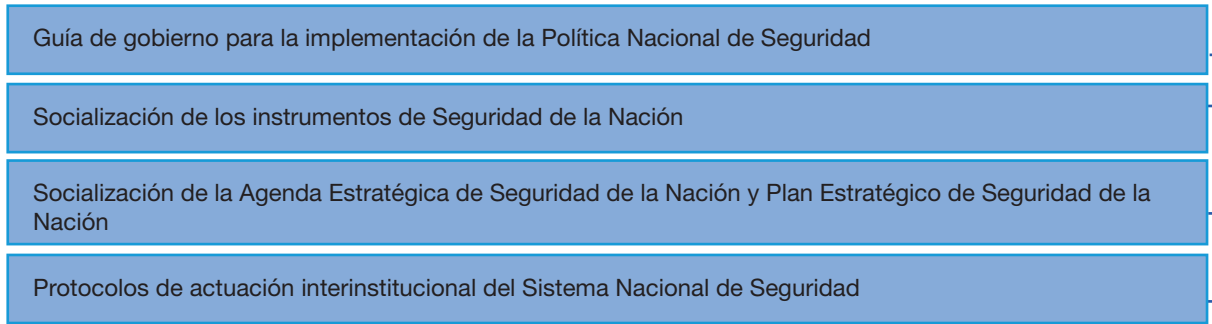 Guía de gobierno para la implementación de la Política Nacional de Seguridad
Socialización de los instrumentos de Seguridad de la Nación
Socialización de la Agenda Estratégica de Seguridad de la Nación y Plan Estratégico de Seguridad de la
Nación
Protocolos de actuación interinstitucional del Sistema Nacional de Seguridad